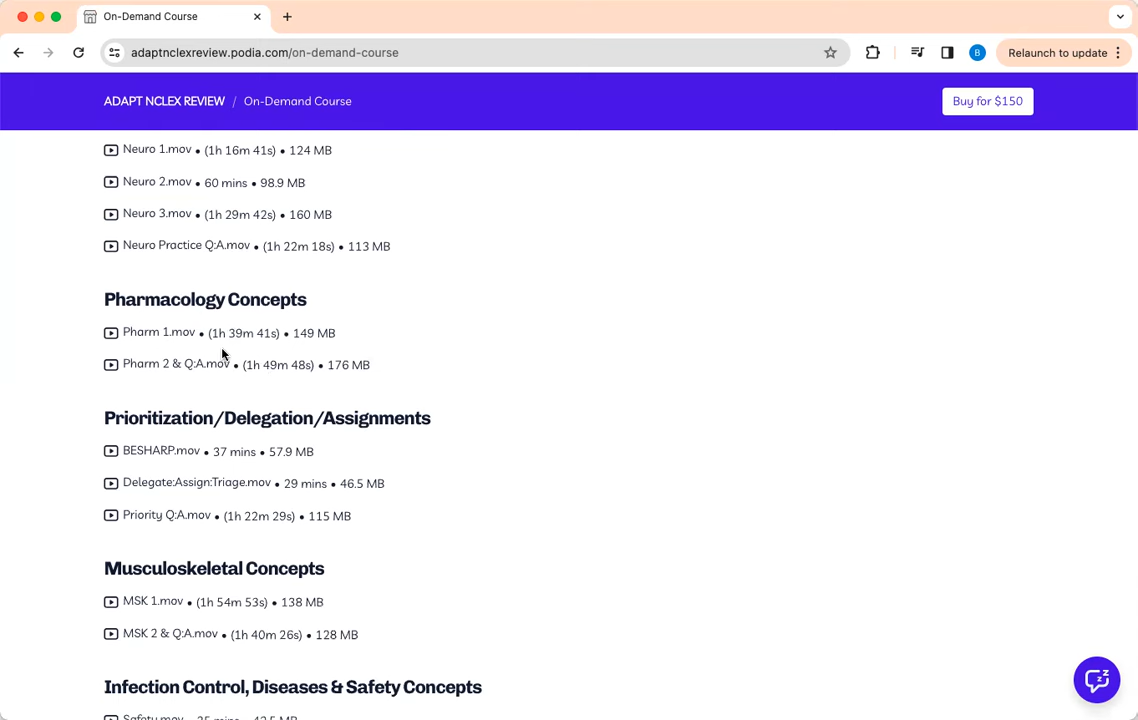 On-Demand Course
adaptnclexreview.podia.com/on-demand-course
B
Relaunch to update
ADAPT NCLEX REVIEW / On-Demand Course
Buy for $150
Neuro 1.mov • (1h 16m 41s) • 124 MB
Neuro 2.mov • 60 mins • 98.9 MB
Neuro 3.mov • (1h 29m 42s) • 160 MB
Neuro Practice Q:A.mov • (1h 22m 18s) • 113 MB
Pharmacology Concepts
Pharm 1.mov • (1h 39m 41s) • 149 MB
Pharm 2 & Q:A.mov • (1h 49m 48s) • 176 MB
Prioritization/Delegation/Assignments
BESHARP.mov • 37 mins • 57.9 MB
Delegate:Assign:Triage.mov • 29 mins • 46.5 MB
Priority Q:A.mov • (1h 22m 29s) • 115 MB
Musculoskeletal Concepts
MSK 1.mov • (1h 54m 53s) • 138 MB
MSK 2 & Q:A.mov • (1h 40m 26s) • 128 MB
Infection Control, Diseases & Safety Concepts
Safety.mov